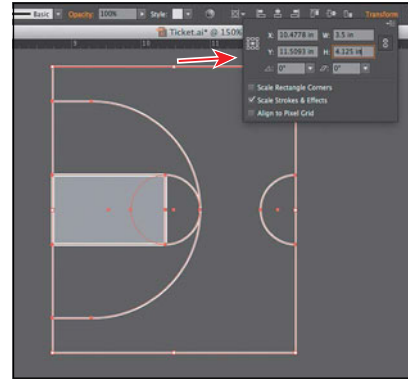 Basic Opacity: 100% Style: Transform
Ticket.ai* @ 150%
9 10 11
X: 10.4778 in W: 3.5 in
Y: 11.5093 in H: 4.125 in
0° 0°
Scale Rectangle Corners
Scale Strokes & Effects
Align to Pixel Grid